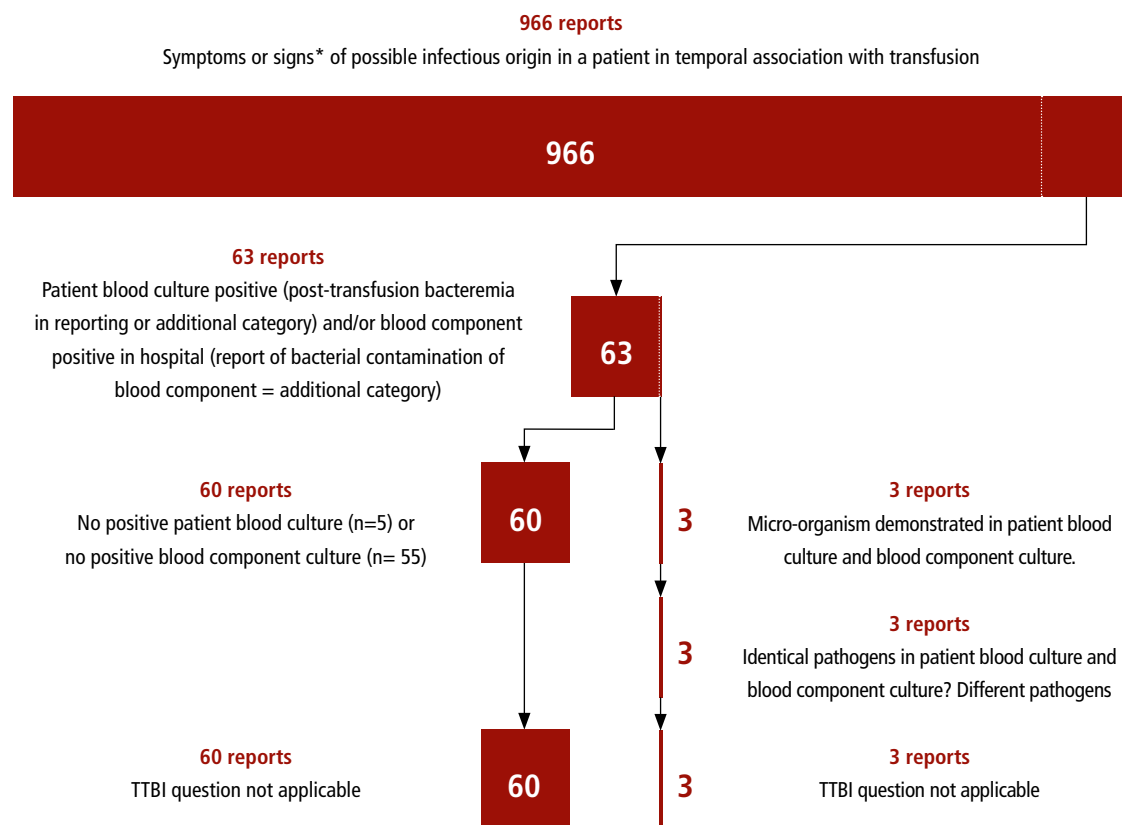 966 reports
Symptoms or signs* of possible infectious origin in a patient in temporal association with transfusion
966
63 reports
Patient blood culture positive (post-transfusion bacteremia
in reporting or additional category) and/or blood component
positive in hospital (report of bacterial contamination of
blood component = additional category)
63
60 reports
No positive patient blood culture (n=5) or
no positive blood component culture (n= 55)
60
3
3 reports
Micro-organism demonstrated in patient blood
culture and blood component culture.
3
3 reports
Identical pathogens in patient blood culture and
blood component culture? Different pathogens
60 reports
TTBI question not applicable
60
3
3 reports
TTBI question not applicable